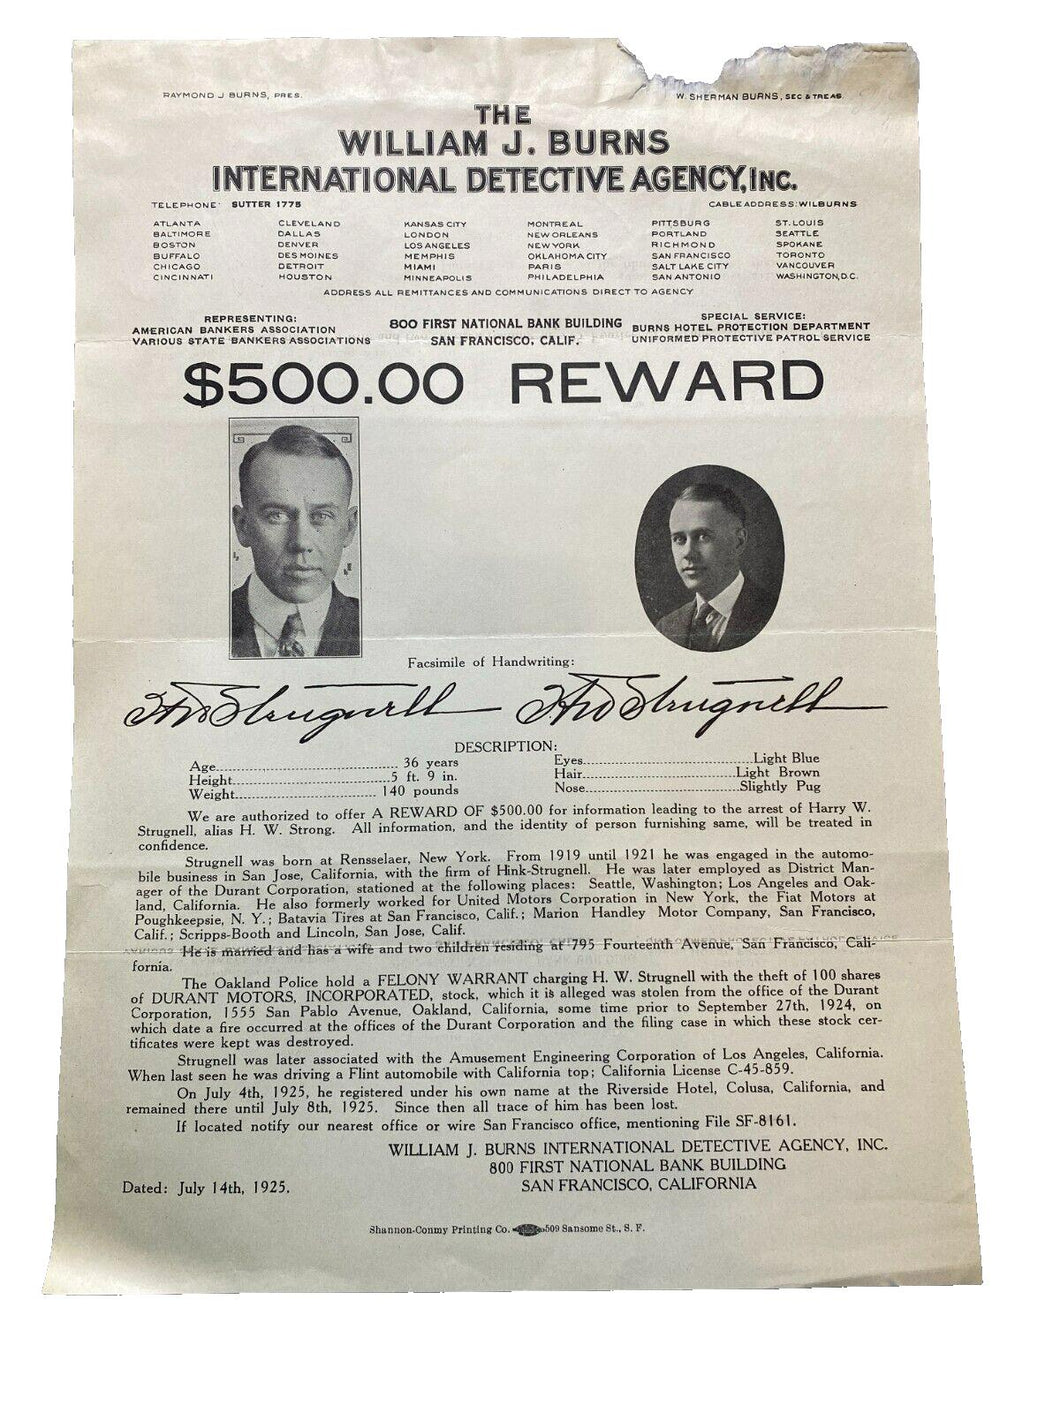 RAYMOND J BURNS, PRES.
W. SHERMAN BURNS, SEC & TREAS.
THE
WILLIAM J. BURNS
INTERNATIONAL DETECTIVE AGENCY, INC.
TELEPHONE: SUTTER 1775
CABLE ADDRESS: WILBURNS
ATLANTA CLEVELAND KANSAS CITY MONTREAL PITTSBURG ST. LOUIS
BALTIMORE DALLAS LONDON NEW ORLEANS PORTLAND SEATTLE
BOSTON DENVER LOS ANGELES NEW YORK RICHMOND SPOKANE
BUFFALO DES MOINES MEMPHIS OKLAHOMA CITY SAN FRANCISCO TORONTO
CHICAGO DETROIT MIAMI PARIS SALT LAKE CITY VANCOUVER
CINCINNATI HOUSTON MINNEAPOLIS PHILADELPHIA SAN ANTONIO WASHINGTON, D.C.
ADDRESS ALL REMITTANCES AND COMMUNICATIONS DIRECT TO AGENCY
REPRESENTING:
AMERICAN BANKERS ASSOCIATION
VARIOUS STATE BANKERS ASSOCIATIONS
800 FIRST NATIONAL BANK BUILDING
SAN FRANCISCO, CALIF.
SPECIAL SERVICE:
BURNS HOTEL PROTECTION DEPARTMENT
UNIFORMED PROTECTIVE PATROL SERVICE
$500.00 REWARD
Facsimile of Handwriting:
HW Strugnell HW Strugnell
DESCRIPTION:
Age 36 years
Height 5 ft. 9 in.
Weight 140 pounds
Eyes Light Blue
Hair Light Brown
Nose Slightly Pug
We are authorized to offer A REWARD OF $500.00 for information leading to the arrest of Harry W.
Strugnell, alias H. W. Strong. All information, and the identity of person furnishing same, will be treated in
confidence.
Strugnell was born at Rensselaer, New York. From 1919 until 1921 he was engaged in the automo-
bile business in San Jose, California, with the firm of Hink-Strugnell. He was later employed as District Man-
ager of the Durant Corporation, stationed at the following places: Seattle, Washington; Los Angeles and Oak-
land, California. He also formerly worked for United Motors Corporation in New York, the Fiat Motors at
Poughkeepsie, N. Y.; Batavia Tires at San Francisco, Calif.; Marion Handley Motor Company, San Francisco,
Calif.; Scripps-Booth and Lincoln, San Jose, Calif.
He is married and has a wife and two children residing at 795 Fourteenth Avenue, San Francisco, Cali-
fornia.
The Oakland Police hold a FELONY WARRANT charging H. W. Strugnell with the theft of 100 shares
of DURANT MOTORS, INCORPORATED, stock, which it is alleged was stolen from the office of the Durant
Corporation, 1555 San Pablo Avenue, Oakland, California, some time prior to September 27th, 1924, on
which date a fire occurred at the offices of the Durant Corporation and the filing case in which these stock cer-
tificates were kept was destroyed.
Strugnell was later associated with the Amusement Engineering Corporation of Los Angeles, California.
When last seen he was driving a Flint automobile with California top; California License C-45-859.
On July 4th, 1925, he registered under his own name at the Riverside Hotel, Colusa, California, and
remained there until July 8th, 1925. Since then all trace of him has been lost.
If located notify our nearest office or wire San Francisco office, mentioning File SF-8161.
WILLIAM J. BURNS INTERNATIONAL DETECTIVE AGENCY, INC.
800 FIRST NATIONAL BANK BUILDING
SAN FRANCISCO, CALIFORNIA
Dated: July 14th, 1925.
Shannon-Conmy Printing Co. 509 Sansome St., S. F.